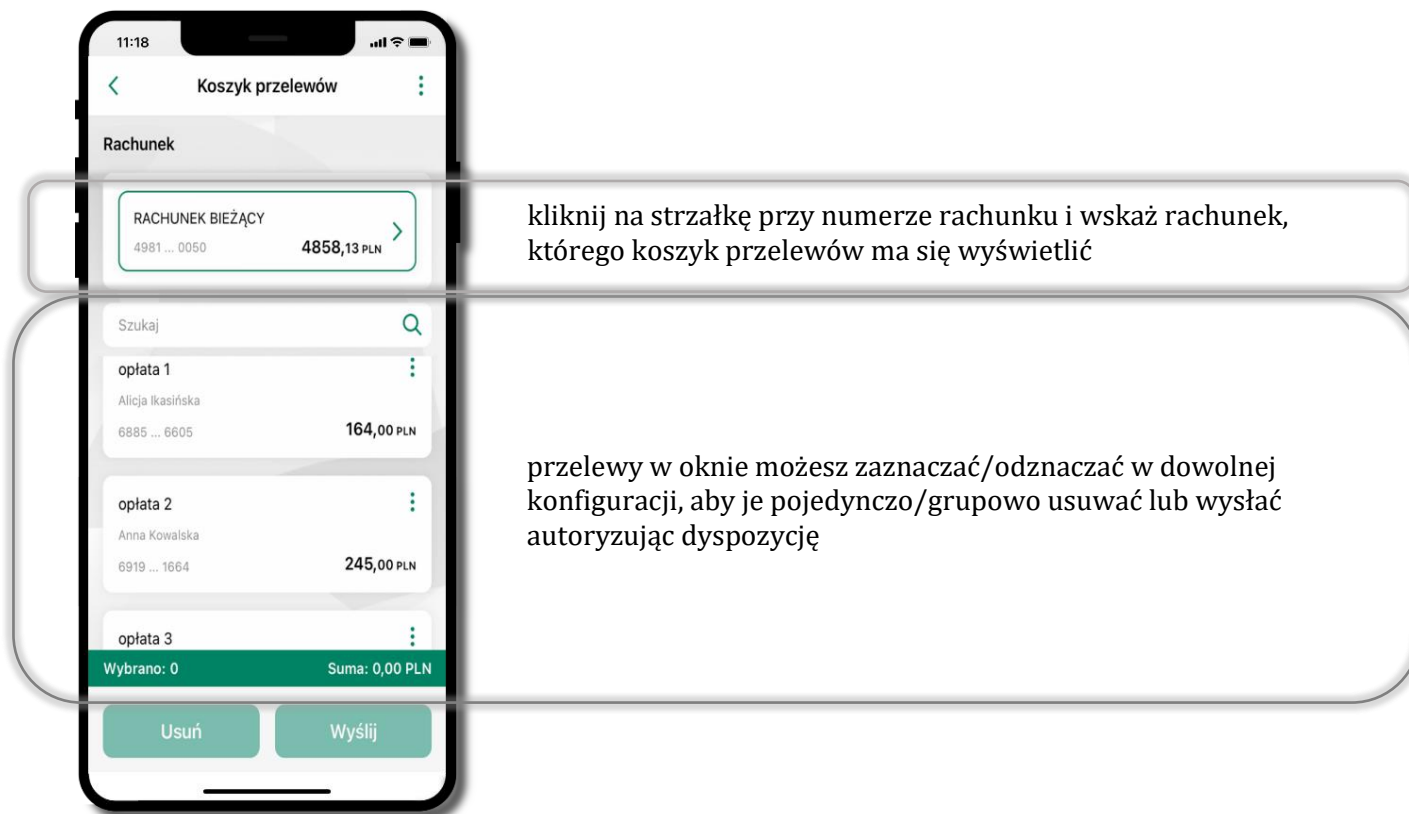 11:18
Koszyk przelewów
Rachunek
RACHUNEK BIEŻĄCY
4981 ... 0050
4858,13 PLN
kliknij na strzałkę przy numerze rachunku i wskaż rachunek,
którego koszyk przelewów ma się wyświetlić
Szukaj
opłata 1
Alicja Ikasińska
6885 ... 6605
164,00 PLN
opłata 2
Anna Kowalska
6919 ... 1664
245,00 PLN
przelewy w oknie możesz zaznaczać/odznaczać w dowolnej
konfiguracji, aby je pojedynczo/grupowo usuwać lub wysłać
autoryzując dyspozycję
opłata 3
Wybrano: 0 Suma: 0,00 PLN
Usuń Wyślij